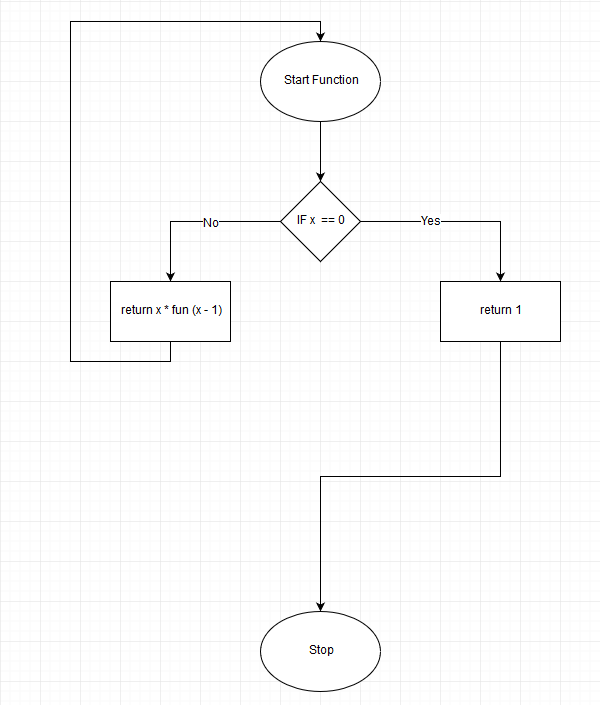 Start Function
IF x == 0
No
Yes
return x * fun (x - 1)
return 1
Stop